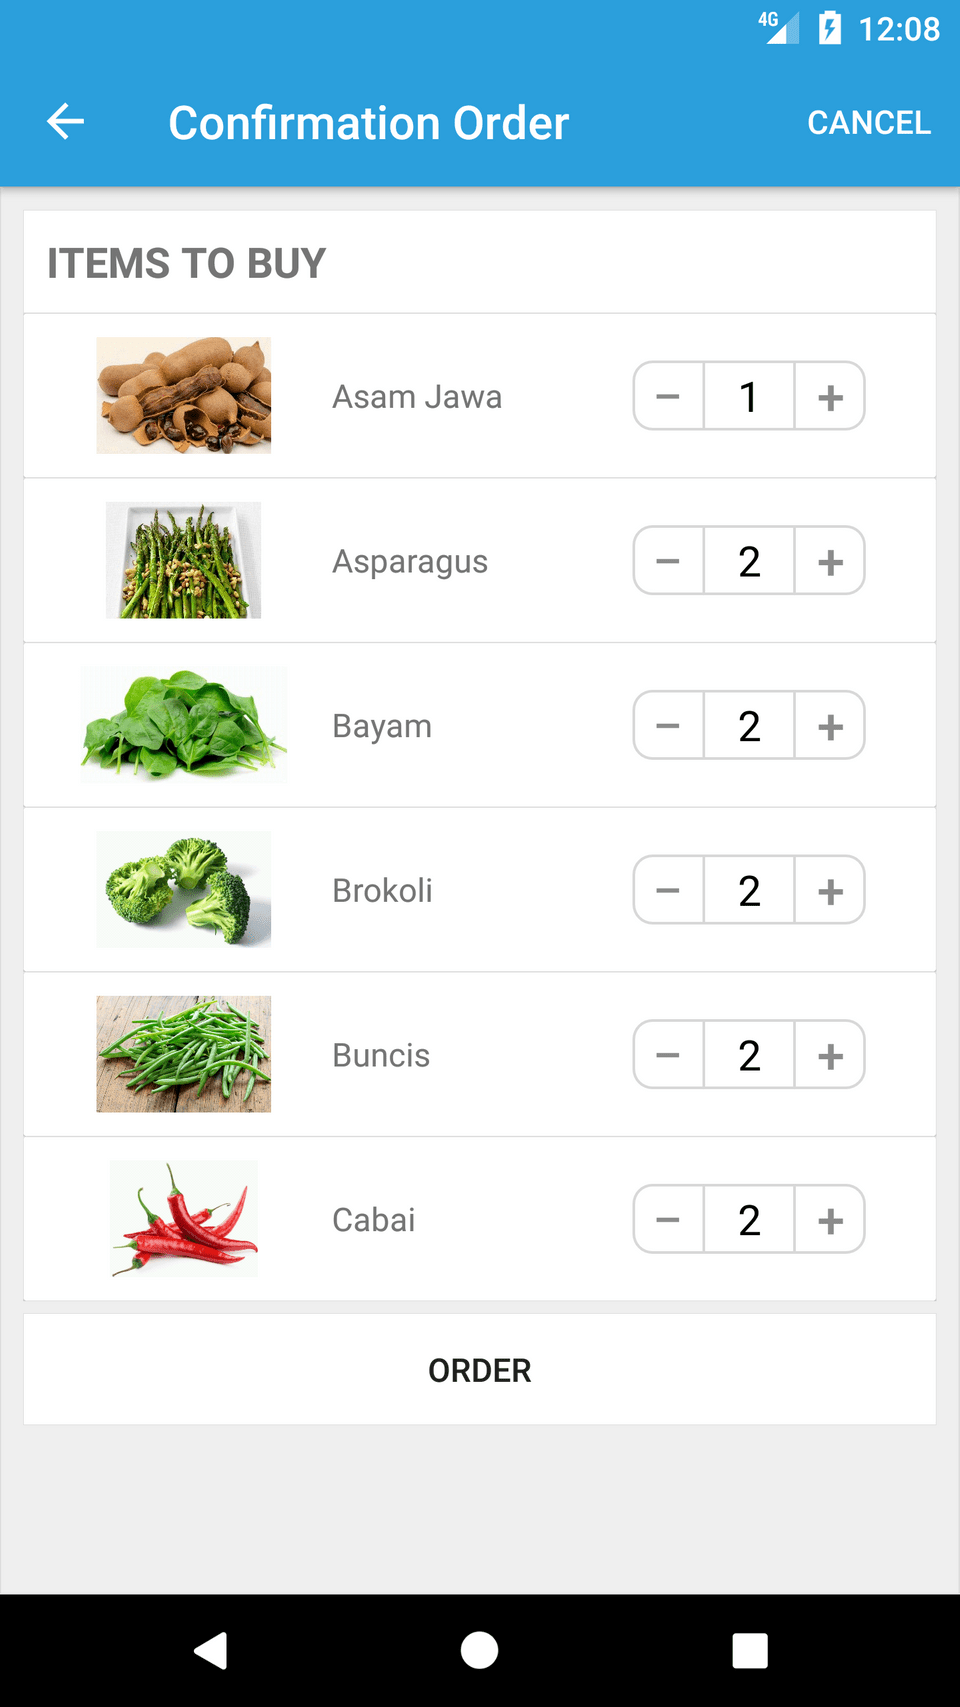 4G 12:08
Confirmation Order CANCEL
ITEMS TO BUY
Asam Jawa − 1 +
Asparagus − 2 +
Bayam − 2 +
Brokoli − 2 +
Buncis − 2 +
Cabai − 2 +
ORDER